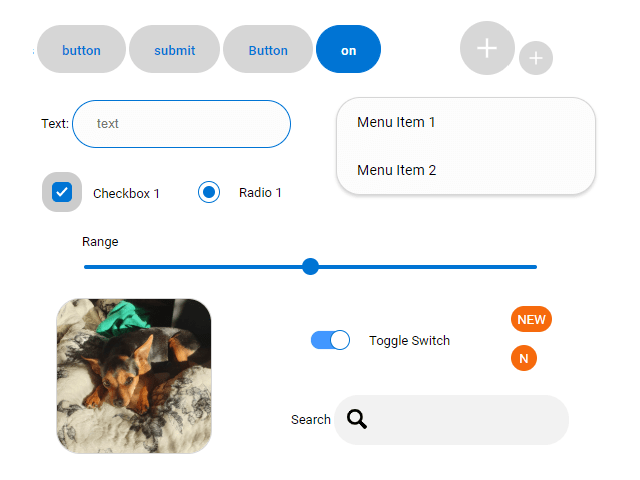 button submit Button on
Text: text
Menu Item 1
Menu Item 2
Checkbox 1 Radio 1
Range
Toggle Switch
NEW
N
Search